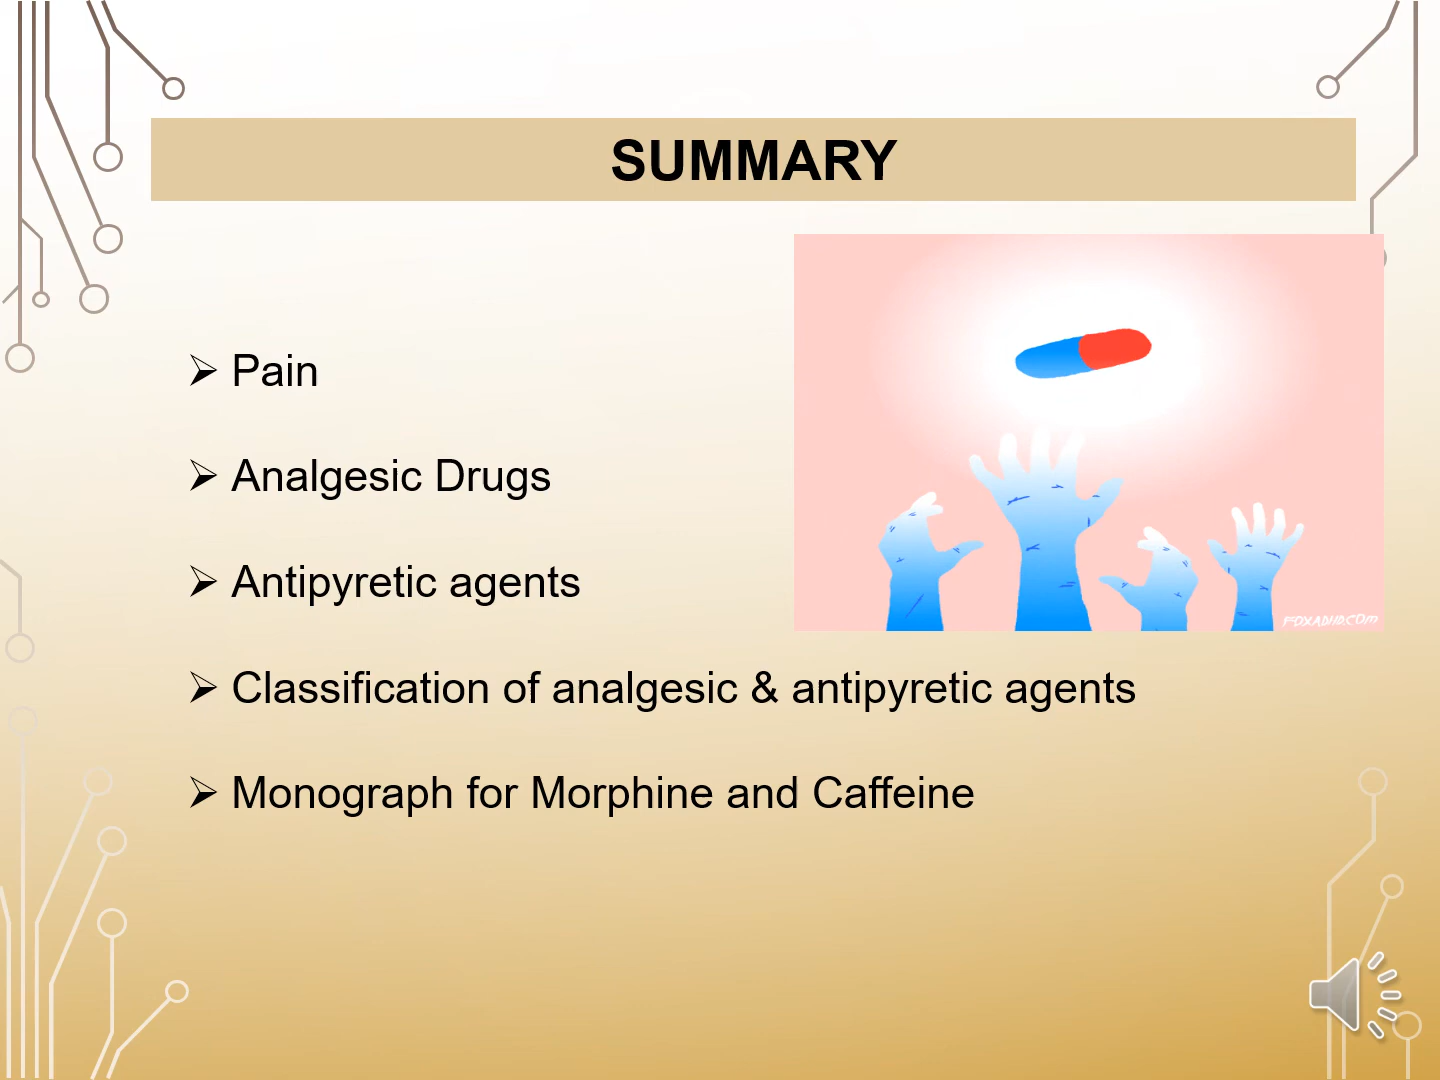 SUMMARY
➢ Pain
➢ Analgesic Drugs
➢ Antipyretic agents
➢ Classification of analgesic & antipyretic agents
➢ Monograph for Morphine and Caffeine